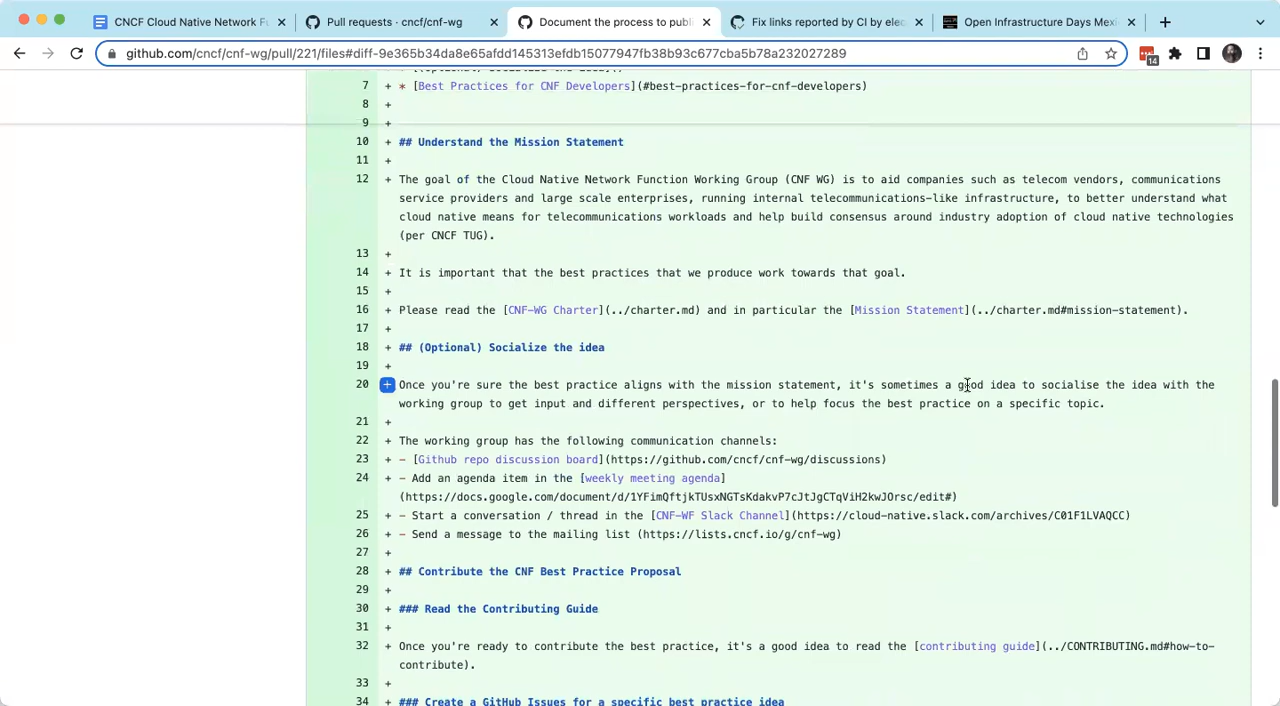 CNCF Cloud Native Network F
Pull requests · cncf/cnf-wg
Document the process to publ
Fix links reported by CI by elec
Open Infrastructure Days Mexi
github.com/cncf/cnf-wg/pull/221/files#diff-9e365b34da8e65afdd145313efdb15077947fb38b93c677cba5b78a232027289
14
7 + * [Best Practices for CNF Developers](#best-practices-for-cnf-developers)
8 +
9 +
10 + ## Understand the Mission Statement
11 +
12 + The goal of the Cloud Native Network Function Working Group (CNF WG) is to aid companies such as telecom vendors, communications
service providers and large scale enterprises, running internal telecommunications-like infrastructure, to better understand what
cloud native means for telecommunications workloads and help build consensus around industry adoption of cloud native technologies
(per CNCF TUG).
13 +
14 + It is important that the best practices that we produce work towards that goal.
15 +
16 + Please read the [CNF-WG Charter](../charter.md) and in particular the [Mission Statement](../charter.md#mission-statement).
17 +
18 + ## (Optional) Socialize the idea
19 +
20 + Once you're sure the best practice aligns with the mission statement, it's sometimes a good idea to socialise the idea with the
working group to get input and different perspectives, or to help focus the best practice on a specific topic.
21 +
22 + The working group has the following communication channels:
23 + - [Github repo discussion board](https://github.com/cncf/cnf-wg/discussions)
24 + - Add an agenda item in the [weekly meeting agenda]
(https://docs.google.com/document/d/1YFimQftjkTUsxNGTsKdakvP7cJtJgCTqViH2kwJOrsc/edit#)
25 + - Start a conversation / thread in the [CNF-WF Slack Channel](https://cloud-native.slack.com/archives/C01F1LVAQCC)
26 + - Send a message to the mailing list (https://lists.cncf.io/g/cnf-wg)
27 +
28 + ## Contribute the CNF Best Practice Proposal
29 +
30 + ### Read the Contributing Guide
31 +
32 + Once you're ready to contribute the best practice, it's a good idea to read the [contributing guide](../CONTRIBUTING.md#how-to-
contribute).
33 +
34 + ### Create a GitHub Issues for a specific best practice idea